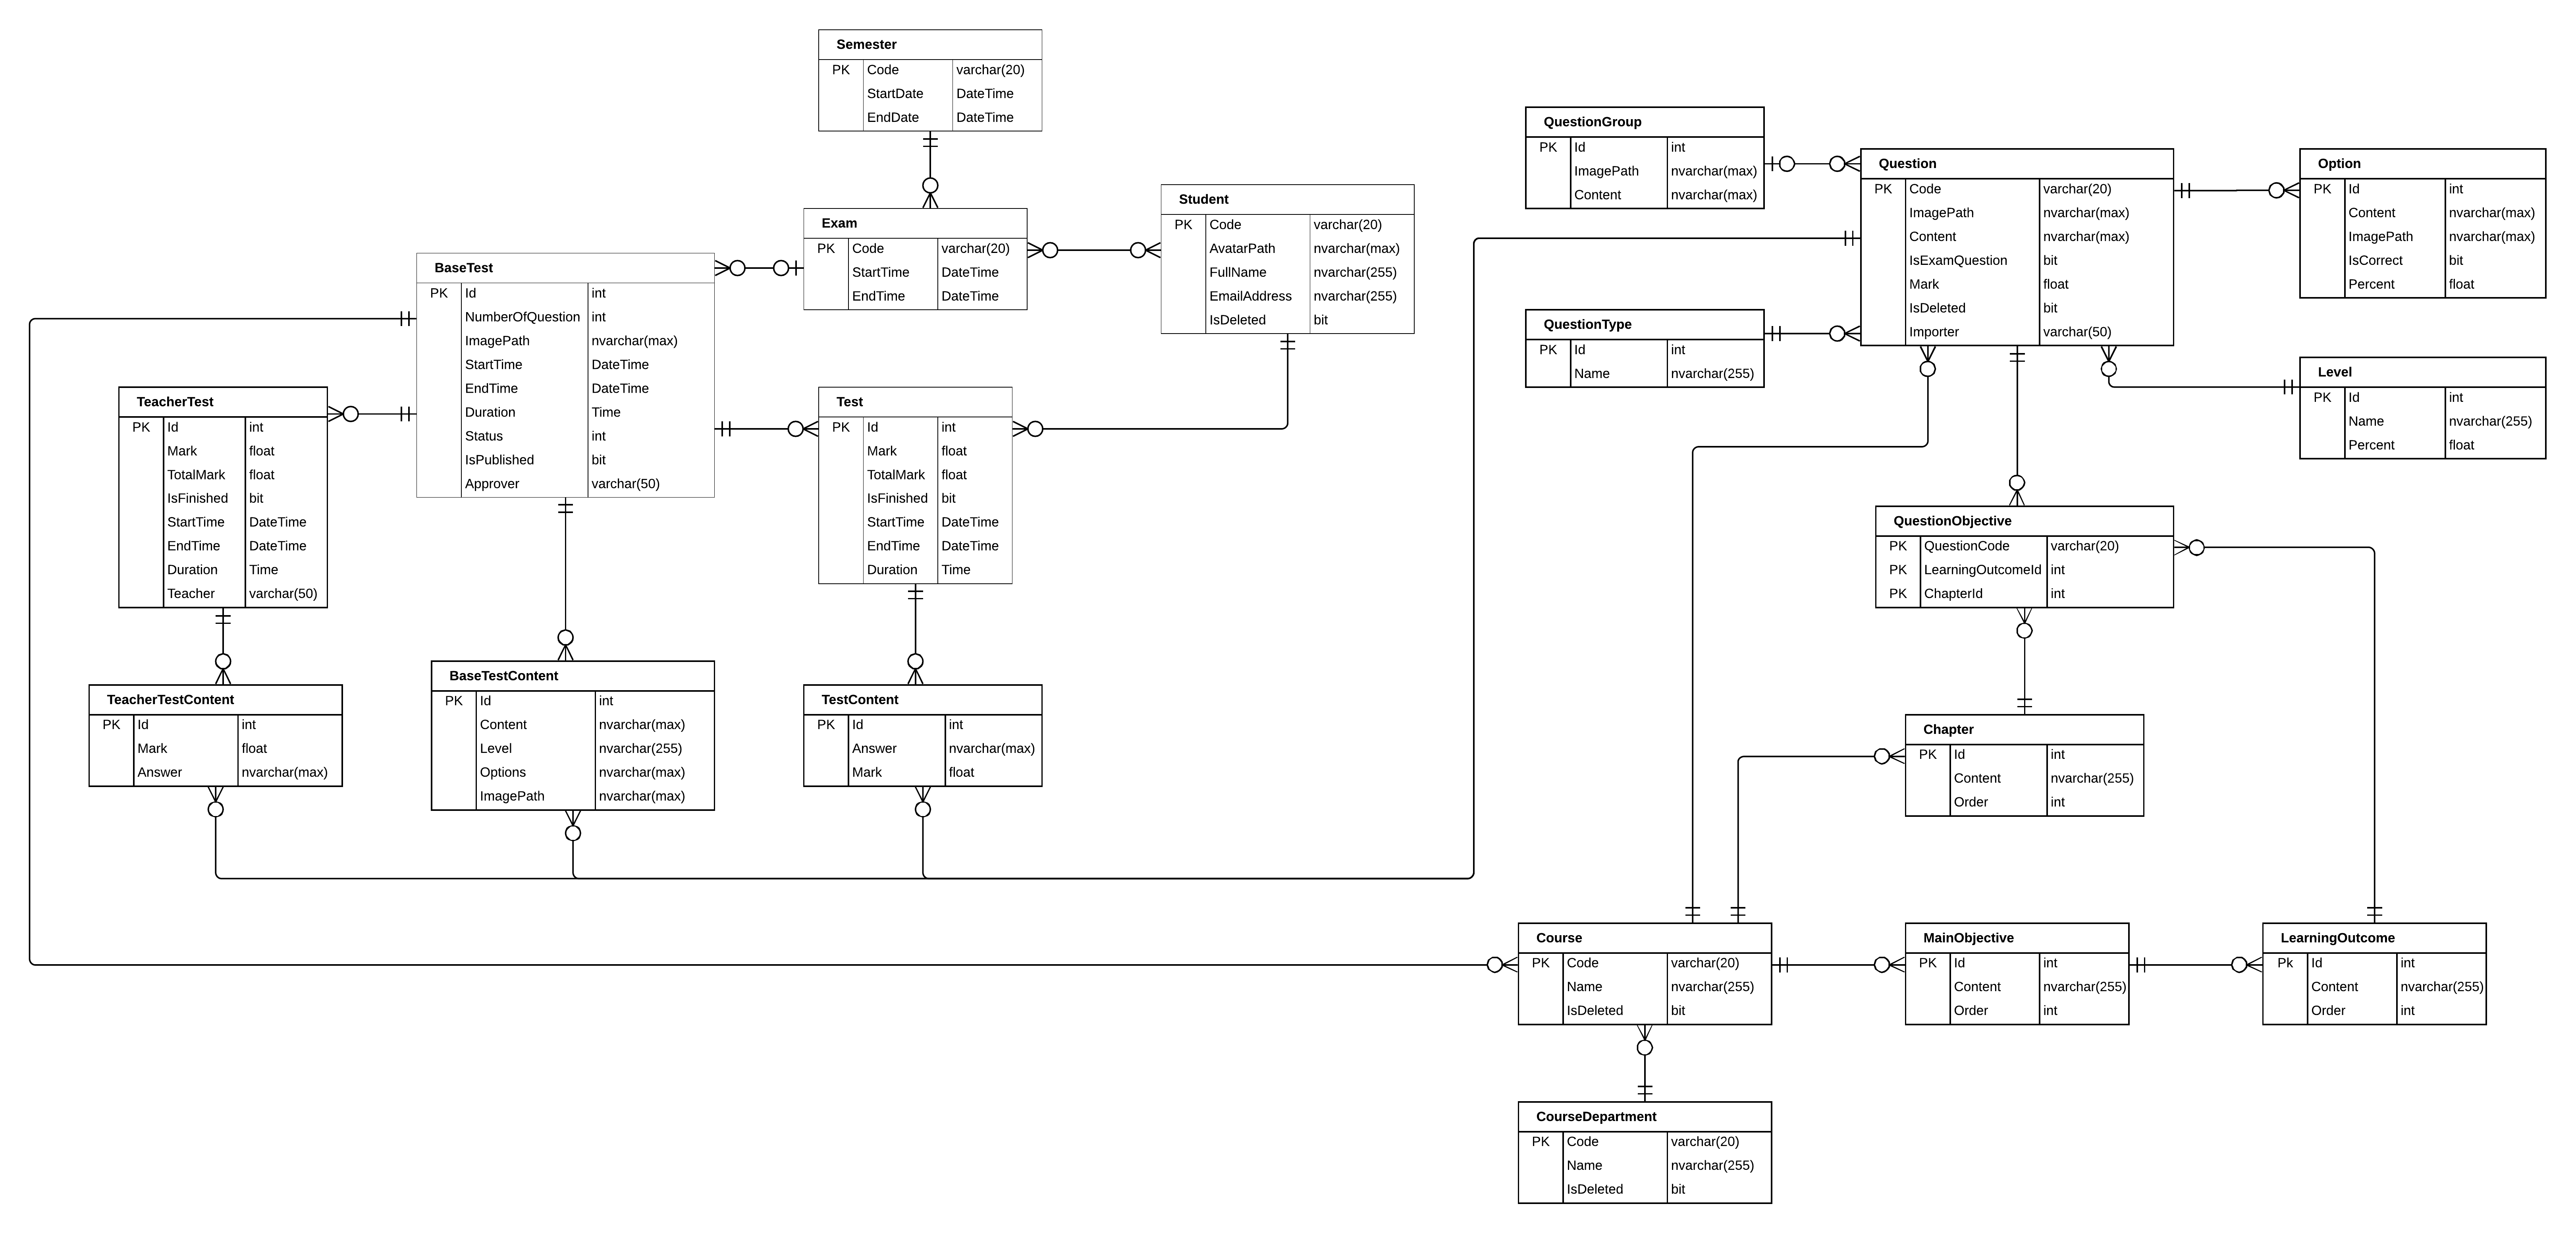 Semester
PK Code varchar(20)
StartDate DateTime
EndDate DateTime
QuestionGroup
PK Id int
ImagePath nvarchar(max)
Content nvarchar(max)
Question
PK Code varchar(20)
ImagePath nvarchar(max)
Content nvarchar(max)
IsExamQuestion bit
Mark float
IsDeleted bit
Importer varchar(50)
Option
PK Id int
Content nvarchar(max)
ImagePath nvarchar(max)
IsCorrect bit
Percent float
Student
PK Code varchar(20)
AvatarPath nvarchar(max)
FullName nvarchar(255)
EmailAddress nvarchar(255)
IsDeleted bit
Exam
PK Code varchar(20)
StartTime DateTime
EndTime DateTime
BaseTest
PK Id int
NumberOfQuestion int
ImagePath nvarchar(max)
StartTime DateTime
EndTime DateTime
Duration Time
Status int
IsPublished bit
Approver varchar(50)
QuestionType
PK Id int
Name nvarchar(255)
Level
PK Id int
Name nvarchar(255)
Percent float
TeacherTest
PK Id int
Mark float
TotalMark float
IsFinished bit
StartTime DateTime
EndTime DateTime
Duration Time
Teacher varchar(50)
Test
PK Id int
Mark float
TotalMark float
IsFinished bit
StartTime DateTime
EndTime DateTime
Duration Time
QuestionObjective
PK QuestionCode varchar(20)
PK LearningOutcomeId int
PK ChapterId int
TeacherTestContent
PK Id int
Mark float
Answer nvarchar(max)
BaseTestContent
PK Id int
Content nvarchar(max)
Level nvarchar(255)
Options nvarchar(max)
ImagePath nvarchar(max)
TestContent
PK Id int
Answer nvarchar(max)
Mark float
Chapter
PK Id int
Content nvarchar(255)
Order int
Course
PK Code varchar(20)
Name nvarchar(255)
IsDeleted bit
MainObjective
PK Id int
Content nvarchar(255)
Order int
LearningOutcome
Pk Id int
Content nvarchar(255)
Order int
CourseDepartment
PK Code varchar(20)
Name nvarchar(255)
IsDeleted bit